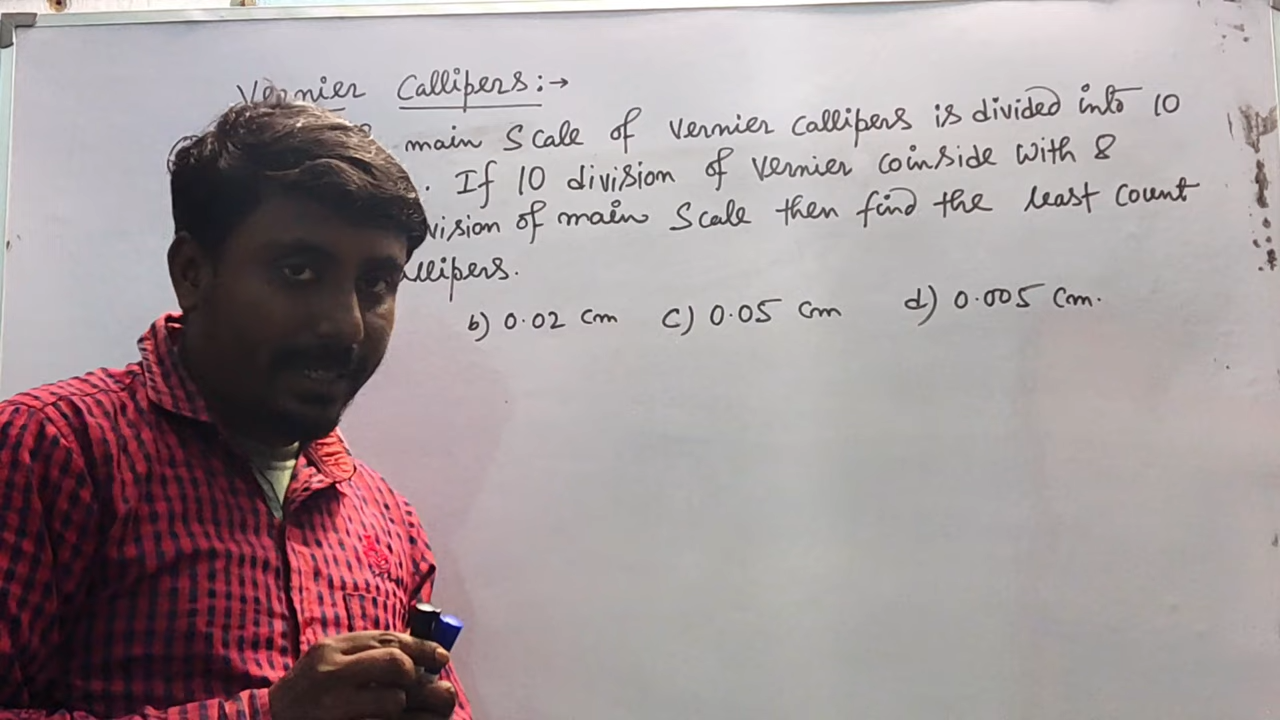 Vernier Callipers:→
main Scale of vernier callipers is divided into 10
. If 10 division of vernier coinside with 8
vision of main Scale then find the least count
allipers.
b) 0.02 cm c) 0.05 cm d) 0.005 cm.